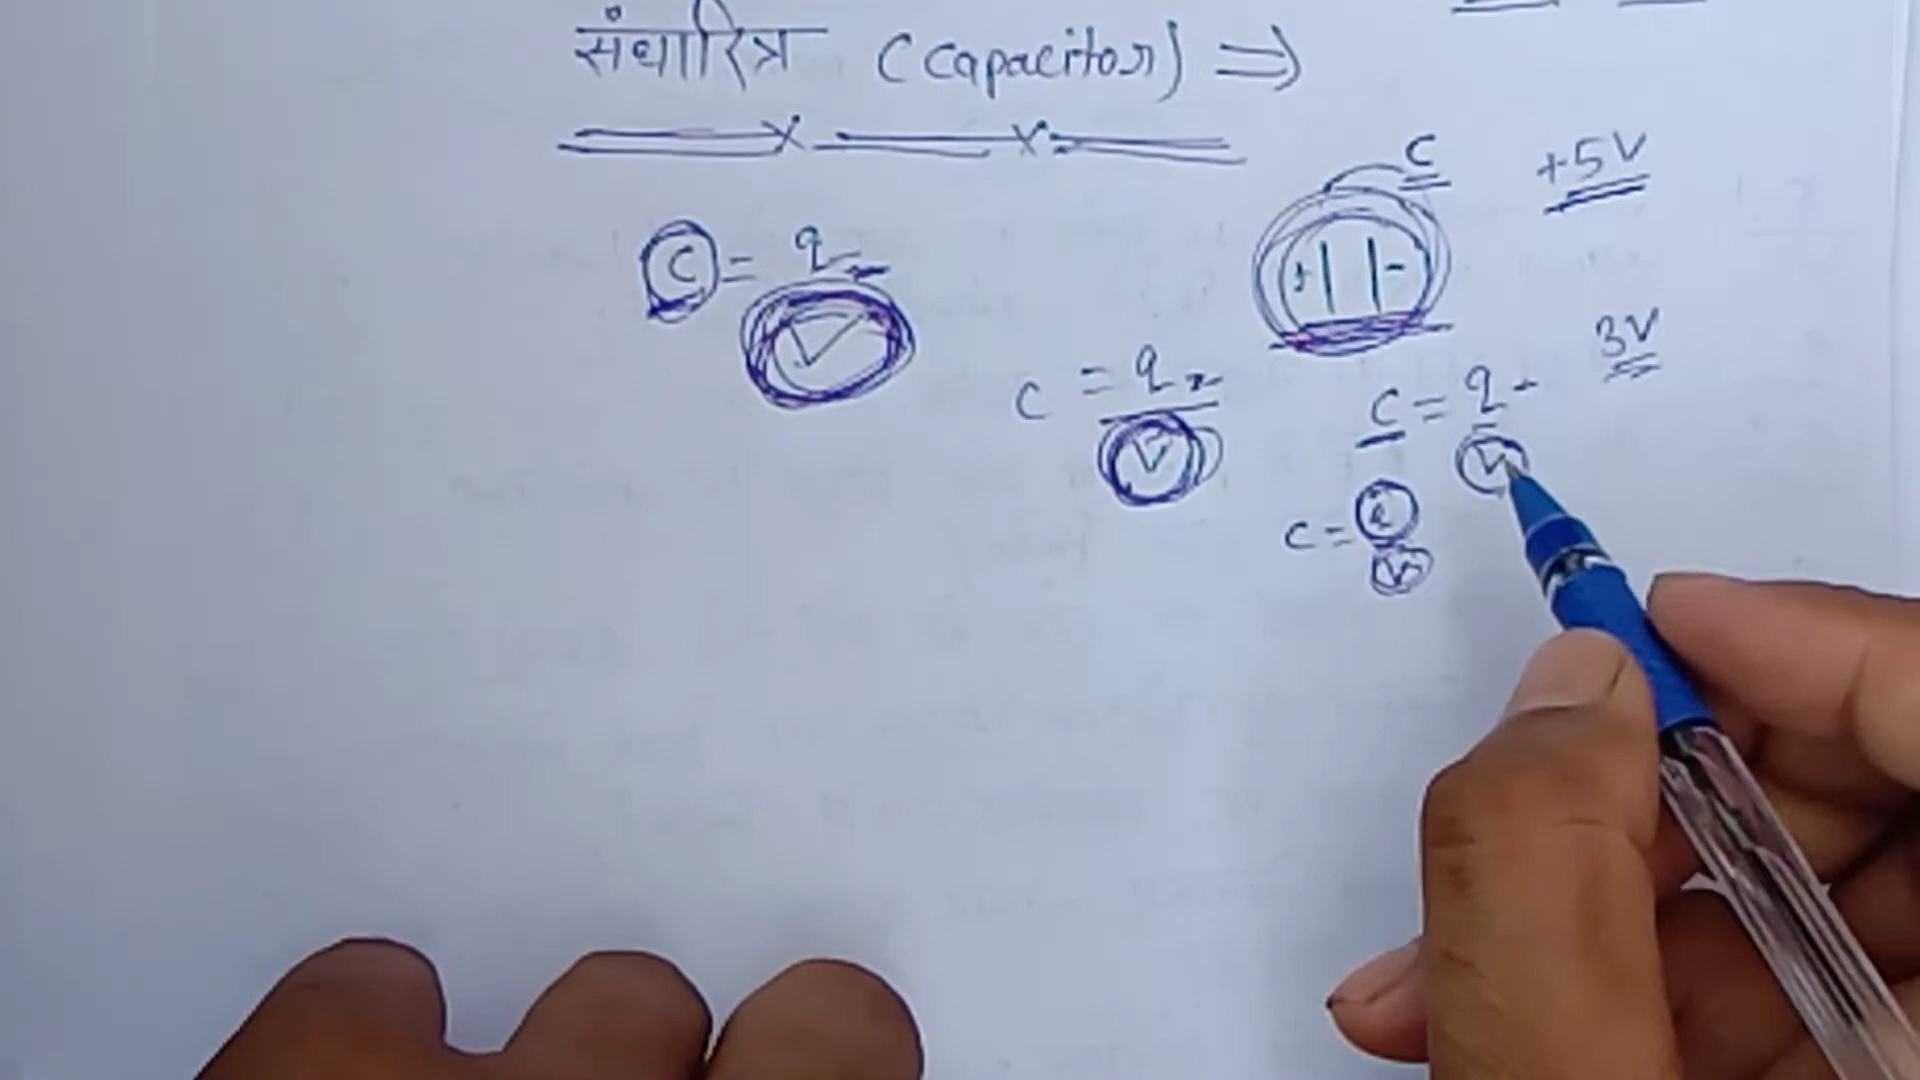 संधारित्र (Capacitor) ⇒
C
+5V
C = q
V
+ -
3V
C = q
V
C = q
V
C =
V